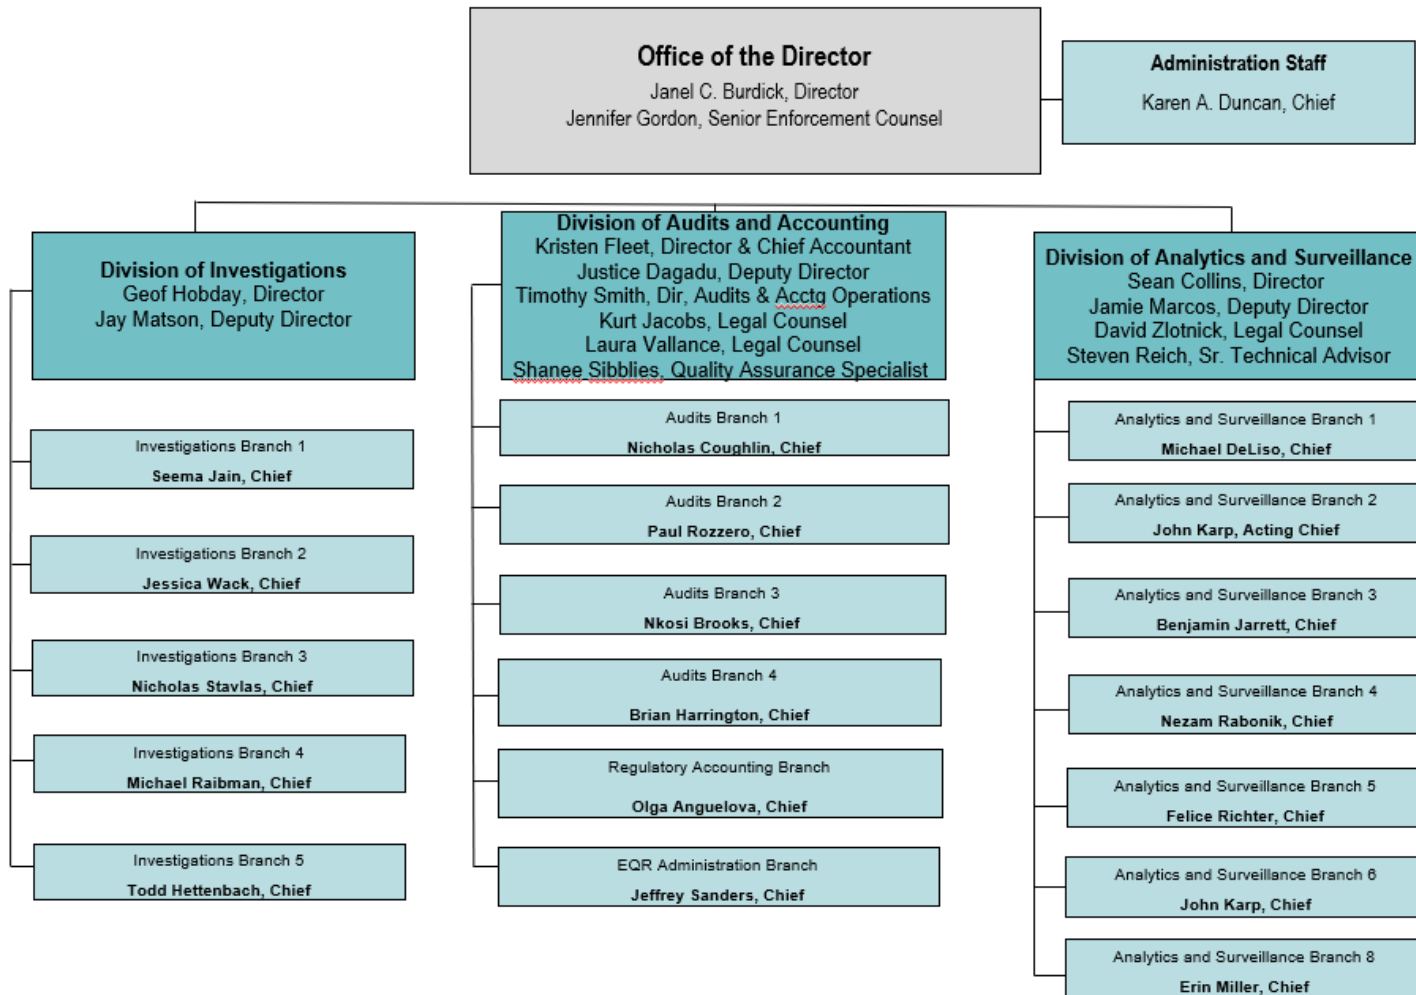 Office of the Director
Janel C. Burdick, Director
Jennifer Gordon, Senior Enforcement Counsel
Administration Staff
Karen A. Duncan, Chief
Division of Investigations
Geof Hobday, Director
Jay Matson, Deputy Director
Investigations Branch 1
Seema Jain, Chief
Investigations Branch 2
Jessica Wack, Chief
Investigations Branch 3
Nicholas Stavlas, Chief
Investigations Branch 4
Michael Raibman, Chief
Investigations Branch 5
Todd Hettenbach, Chief
Division of Audits and Accounting
Kristen Fleet, Director & Chief Accountant
Justice Dagadu, Deputy Director
Timothy Smith, Dir, Audits & Acctg Operations
Kurt Jacobs, Legal Counsel
Laura Vallance, Legal Counsel
Shanee Sibblies, Quality Assurance Specialist
Audits Branch 1
Nicholas Coughlin, Chief
Audits Branch 2
Paul Rozzero, Chief
Audits Branch 3
Nkosi Brooks, Chief
Audits Branch 4
Brian Harrington, Chief
Regulatory Accounting Branch
Olga Anguelova, Chief
EQR Administration Branch
Jeffrey Sanders, Chief
Division of Analytics and Surveillance
Sean Collins, Director
Jamie Marcos, Deputy Director
David Zlotnick, Legal Counsel
Steven Reich, Sr. Technical Advisor
Analytics and Surveillance Branch 1
Michael DeLiso, Chief
Analytics and Surveillance Branch 2
John Karp, Acting Chief
Analytics and Surveillance Branch 3
Benjamin Jarrett, Chief
Analytics and Surveillance Branch 4
Nezam Rabonik, Chief
Analytics and Surveillance Branch 5
Felice Richter, Chief
Analytics and Surveillance Branch 6
John Karp, Chief
Analytics and Surveillance Branch 8
Erin Miller, Chief